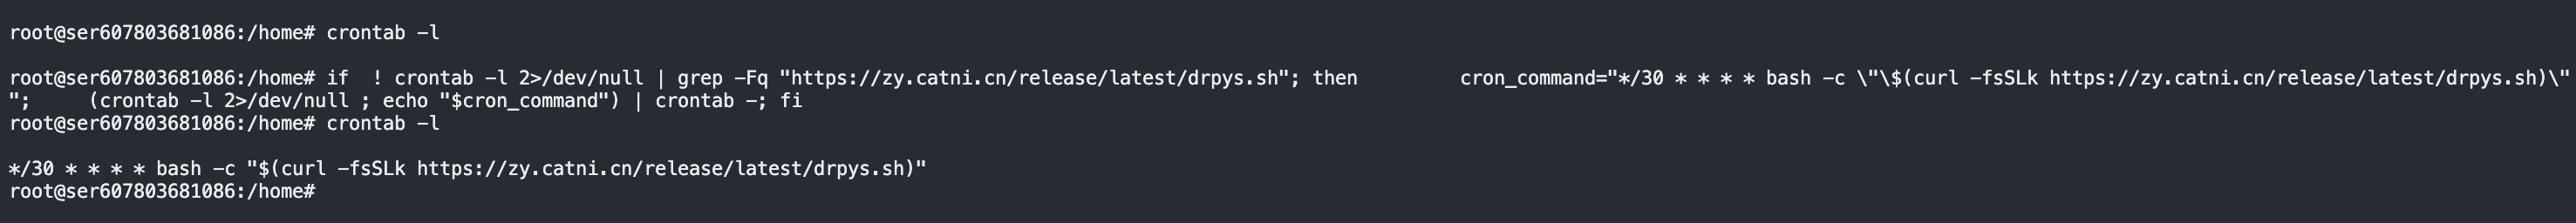 root@ser607803681086:/home# crontab -l
root@ser607803681086:/home# if  ! crontab -l 2>/dev/null | grep -Fq "https://zy.catni.cn/release/latest/drpys.sh"; then         cron_command="*/30 * * * * bash -c \"\$(curl -fsSLk https://zy.catni.cn/release/latest/drpys.sh)\"
";     (crontab -l 2>/dev/null ; echo "$cron_command") | crontab -; fi
root@ser607803681086:/home# crontab -l
*/30 * * * * bash -c "$(curl -fsSLk https://zy.catni.cn/release/latest/drpys.sh)"
root@ser607803681086:/home#